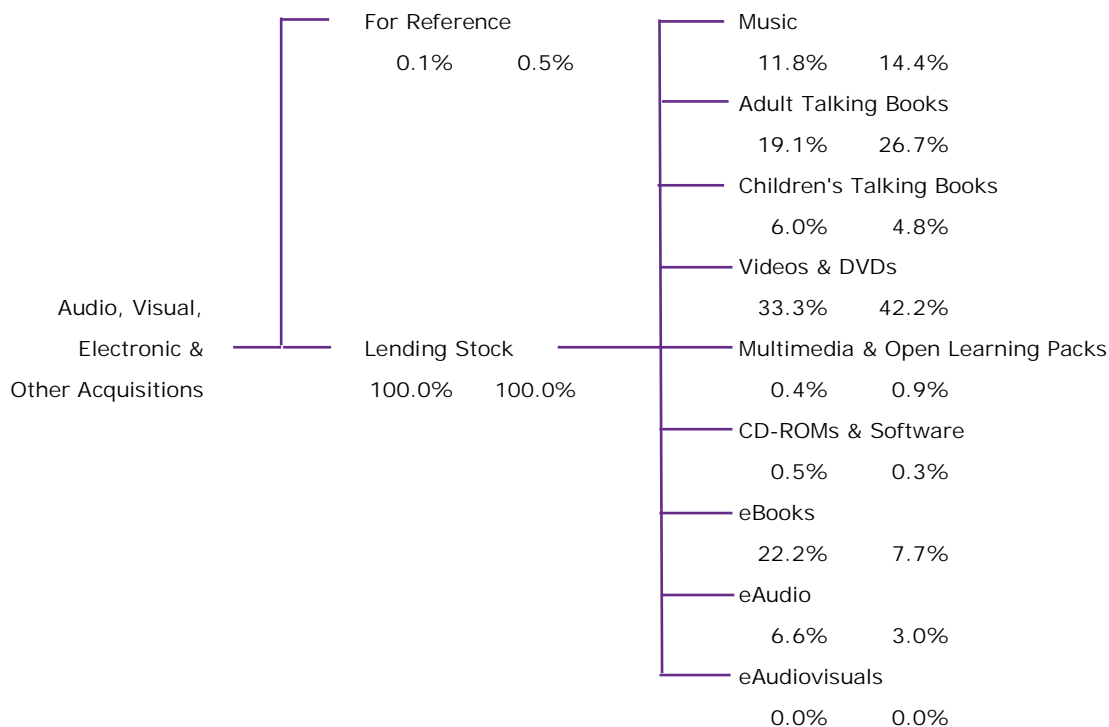 For Reference
0.1% 0.5%
Audio, Visual,
Electronic &
Other Acquisitions
Lending Stock
100.0% 100.0%
Music
11.8% 14.4%
Adult Talking Books
19.1% 26.7%
Children's Talking Books
6.0% 4.8%
Videos & DVDs
33.3% 42.2%
Multimedia & Open Learning Packs
0.4% 0.9%
CD-ROMs & Software
0.5% 0.3%
eBooks
22.2% 7.7%
eAudio
6.6% 3.0%
eAudiovisuals
0.0% 0.0%